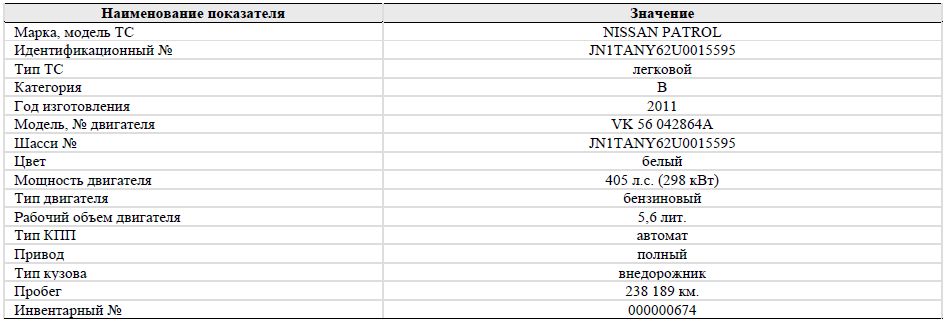 Наименование показателя Значение
Марка, модель ТС NISSAN PATROL
Идентификационный № JN1TANY62U0015595
Тип ТС легковой
Категория В
Год изготовления 2011
Модель, № двигателя VK 56 042864A
Шасси № JN1TANY62U0015595
Цвет белый
Мощность двигателя 405 л.с. (298 кВт)
Тип двигателя бензиновый
Рабочий объем двигателя 5,6 лит.
Тип КПП автомат
Привод полный
Тип кузова внедорожник
Пробег 238 189 км.
Инвентарный № 000000674